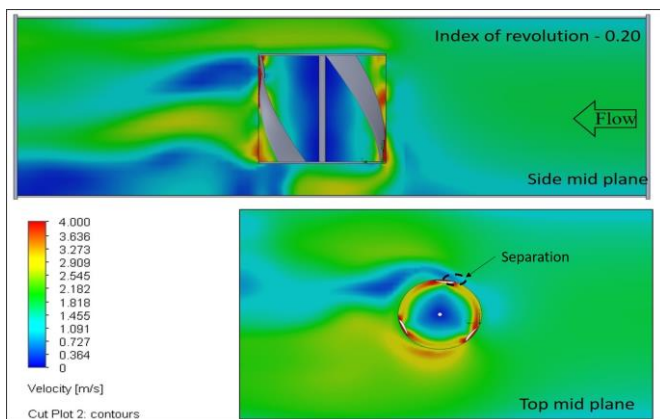 Index of revolution - 0.20
Flow
Side mid plane
4.000
3.636
3.273
2.909
2.545
2.182
1.818
1.455
1.091
0.727
0.364
0
Velocity [m/s]
Cut Plot 2: contours
Separation
Top mid plane